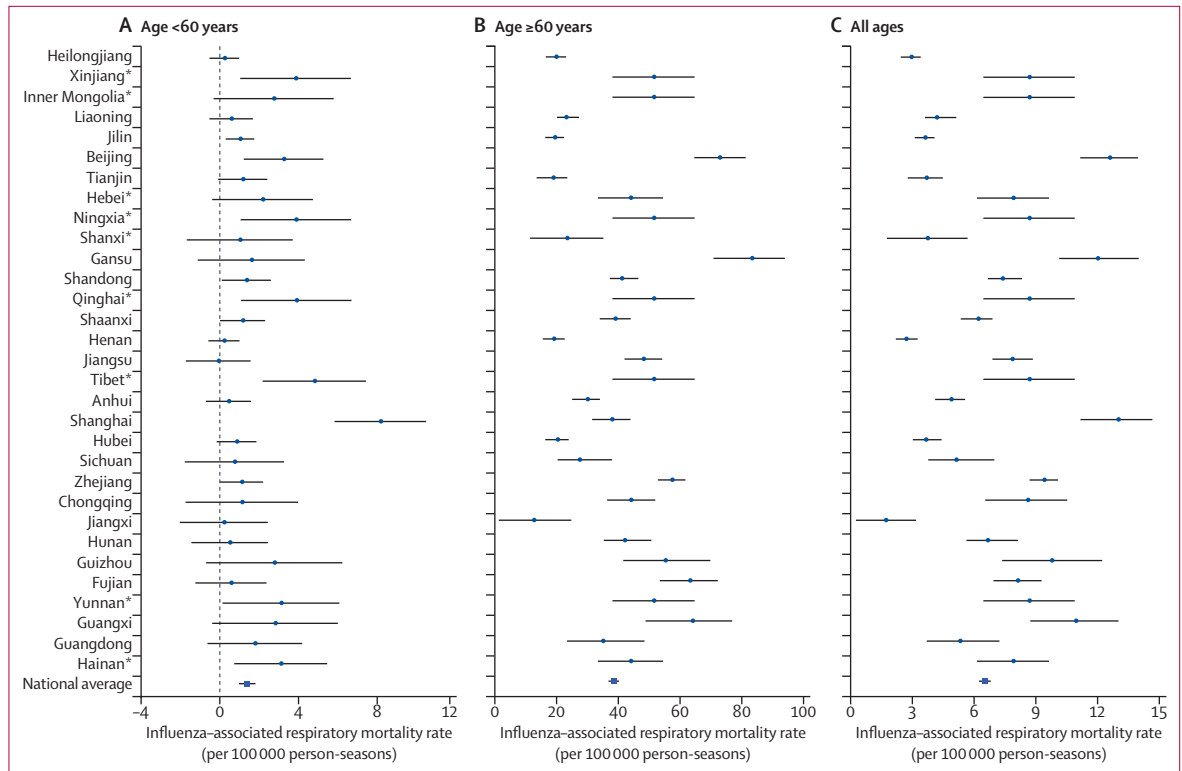 A Age <60 years
B Age ≥60 years
C All ages
Heilongjiang
Xinjiang*
Inner Mongolia*
Liaoning
Jilin
Beijing
Tianjin
Hebei*
Ningxia*
Shanxi*
Gansu
Shandong
Qinghai*
Shaanxi
Henan
Jiangsu
Tibet*
Anhui
Shanghai
Hubei
Sichuan
Zhejiang
Chongqing
Jiangxi
Hunan
Guizhou
Fujian
Yunnan*
Guangxi
Guangdong
Hainan*
National average
–4 0 4 8 12
Influenza–associated respiratory mortality rate
(per 100 000 person-seasons)
0 20 40 60 80 100
Influenza–associated respiratory mortality rate
(per 100 000 person-seasons)
0 3 6 9 12 15
Influenza–associated respiratory mortality rate
(per 100 000 person-seasons)